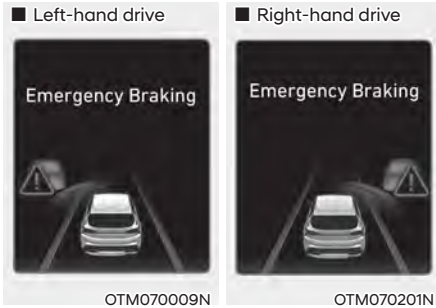 ■ Left-hand drive
Emergency Braking
OTM070009N
■ Right-hand drive
Emergency Braking
OTM070201N